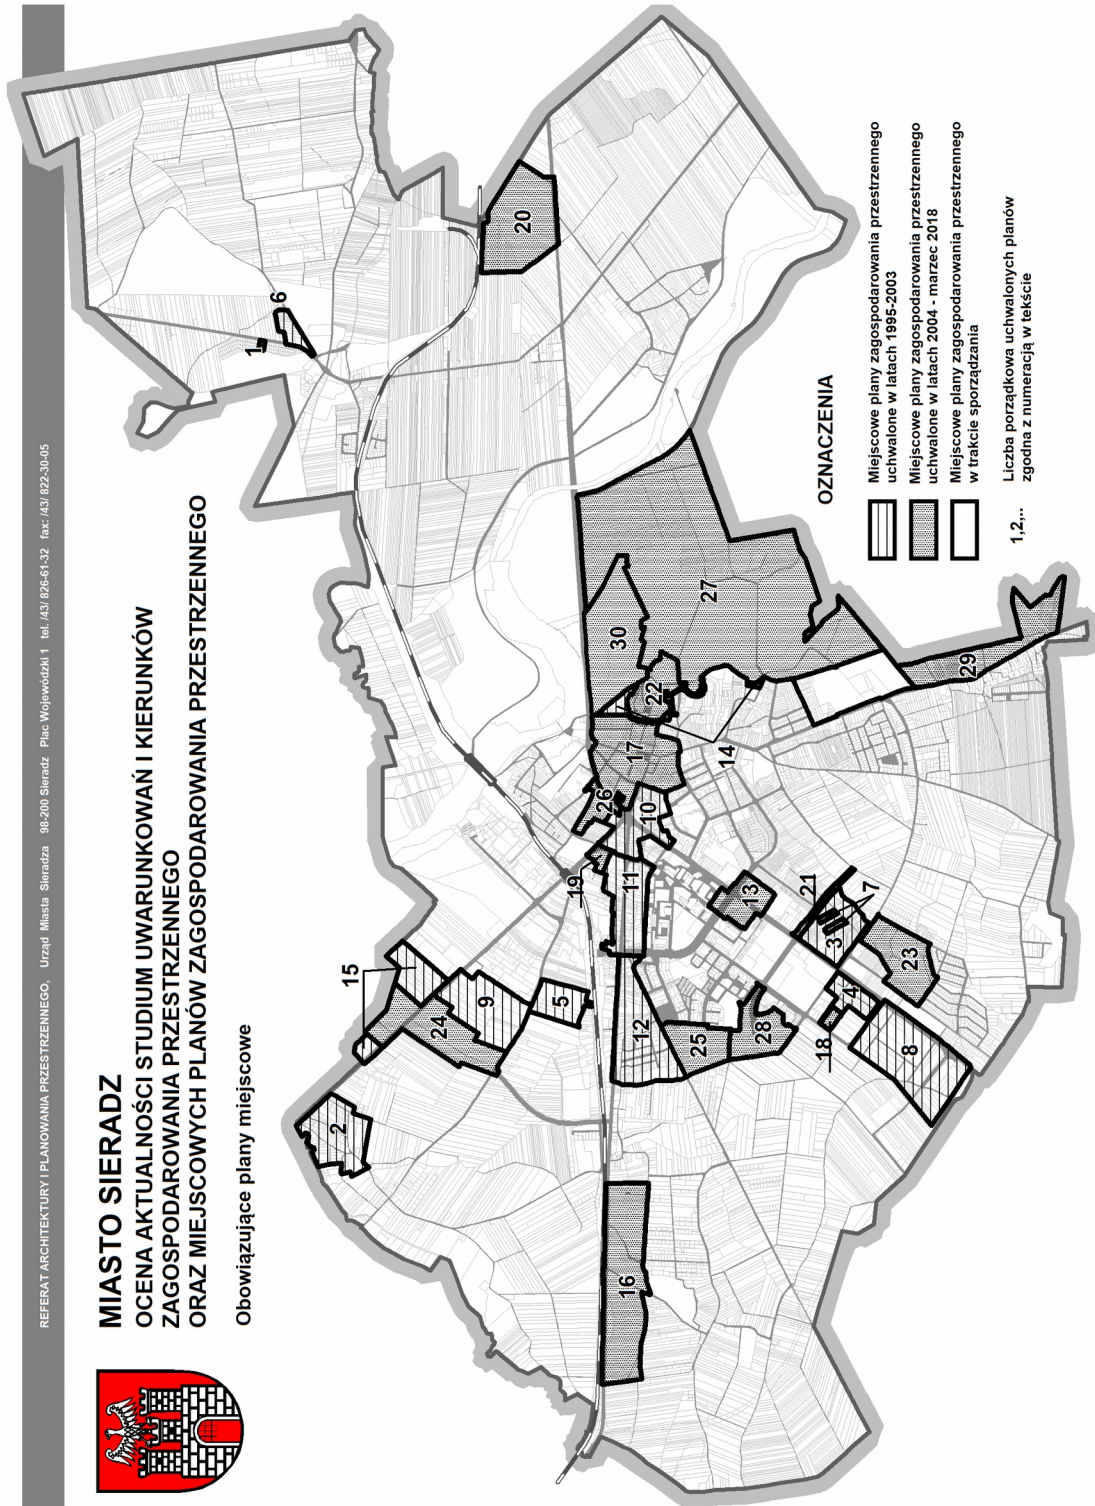 REFERAT ARCHITEKTURY I PLANOWANIA PRZESTRZENNEGO, Urząd Miasta Sieradza 98-200 Sieradz Plac Wojewódzki 1 tel. /43/ 826-61-32 fax: /43/ 822-30-05
MIASTO SIERADZ
OCENA AKTUALNOŚCI STUDIUM UWARUNKOWAŃ I KIERUNKÓW
ZAGOSPODAROWANIA PRZESTRZENNEGO
ORAZ MIEJSCOWYCH PLANÓW ZAGOSPODAROWANIA PRZESTRZENNEGO
Obowiązujące plany miejscowe
1
6
20
15
2
24
9
5
19
26
17
22
30
27
16
12
11
10
14
29
25
28
13
21
7
3
18
4
23
8
OZNACZENIA
Miejscowe plany zagospodarowania przestrzennego
uchwalone w latach 1995-2003
Miejscowe plany zagospodarowania przestrzennego
uchwalone w latach 2004 - marzec 2018
Miejscowe plany zagospodarowania przestrzennego
w trakcie sporządzania
1,2,..
Liczba porządkowa uchwalonych planów
zgodna z numeracją w tekście